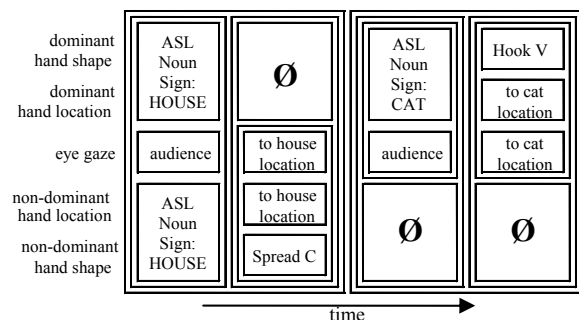 dominant
hand shape
dominant
hand location
eye gaze
non-dominant
hand location
non-dominant
hand shape
ASL
Noun
Sign:
HOUSE
audience
ASL
Noun
Sign:
HOUSE
Ø
to house
location
to house
location
Spread C
ASL
Noun
Sign:
CAT
audience
Ø
Hook V
to cat
location
to cat
location
Ø
time